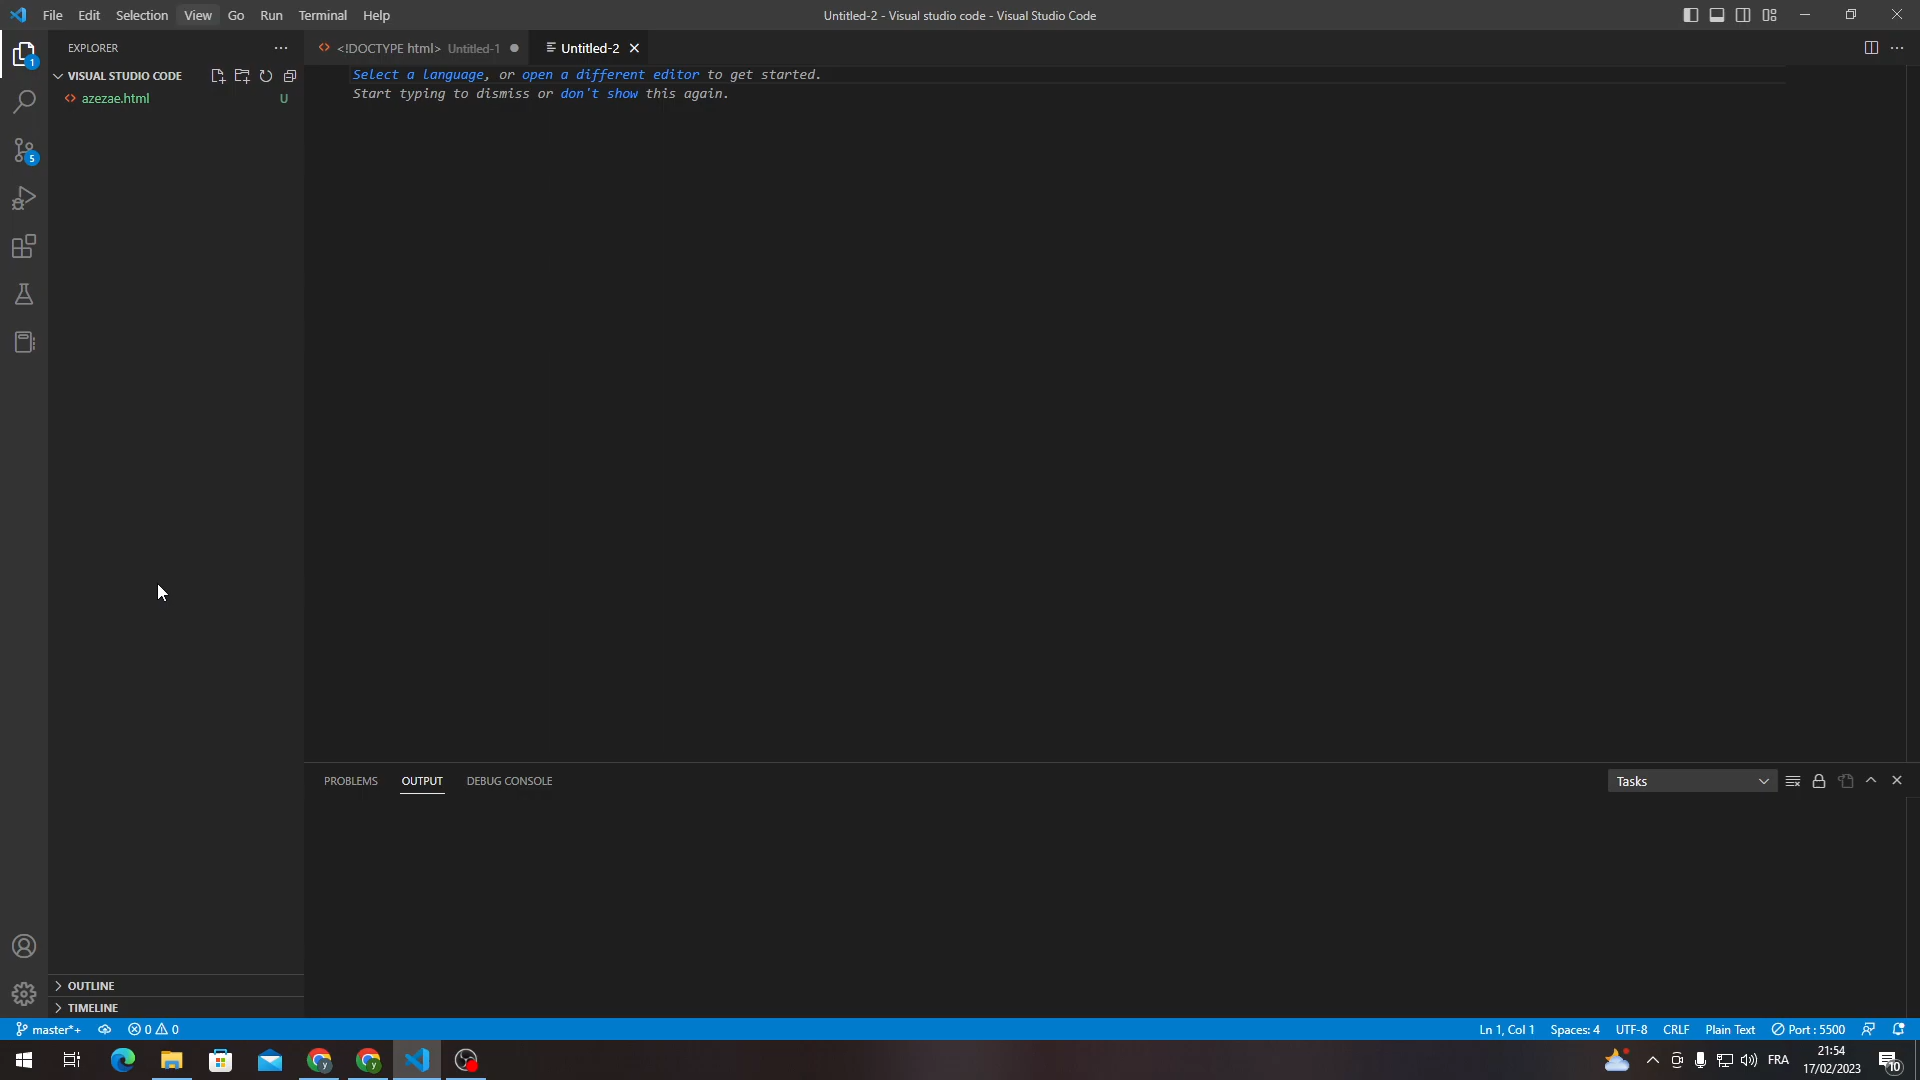 File Edit Selection View Go Run Terminal Help
Untitled-2 - Visual studio code - Visual Studio Code
1
EXPLORER
<!DOCTYPE html> Untitled-1
Untitled-2
VISUAL STUDIO CODE
Select a language, or open a different editor to get started.
azezae.html U
Start typing to dismiss or don't show this again.
5
PROBLEMS OUTPUT DEBUG CONSOLE
Tasks
OUTLINE
TIMELINE
master*+ 0 0
Ln 1, Col 1 Spaces: 4 UTF-8 CRLF Plain Text Port : 5500
y y
FRA
21:54
17/02/2023
10